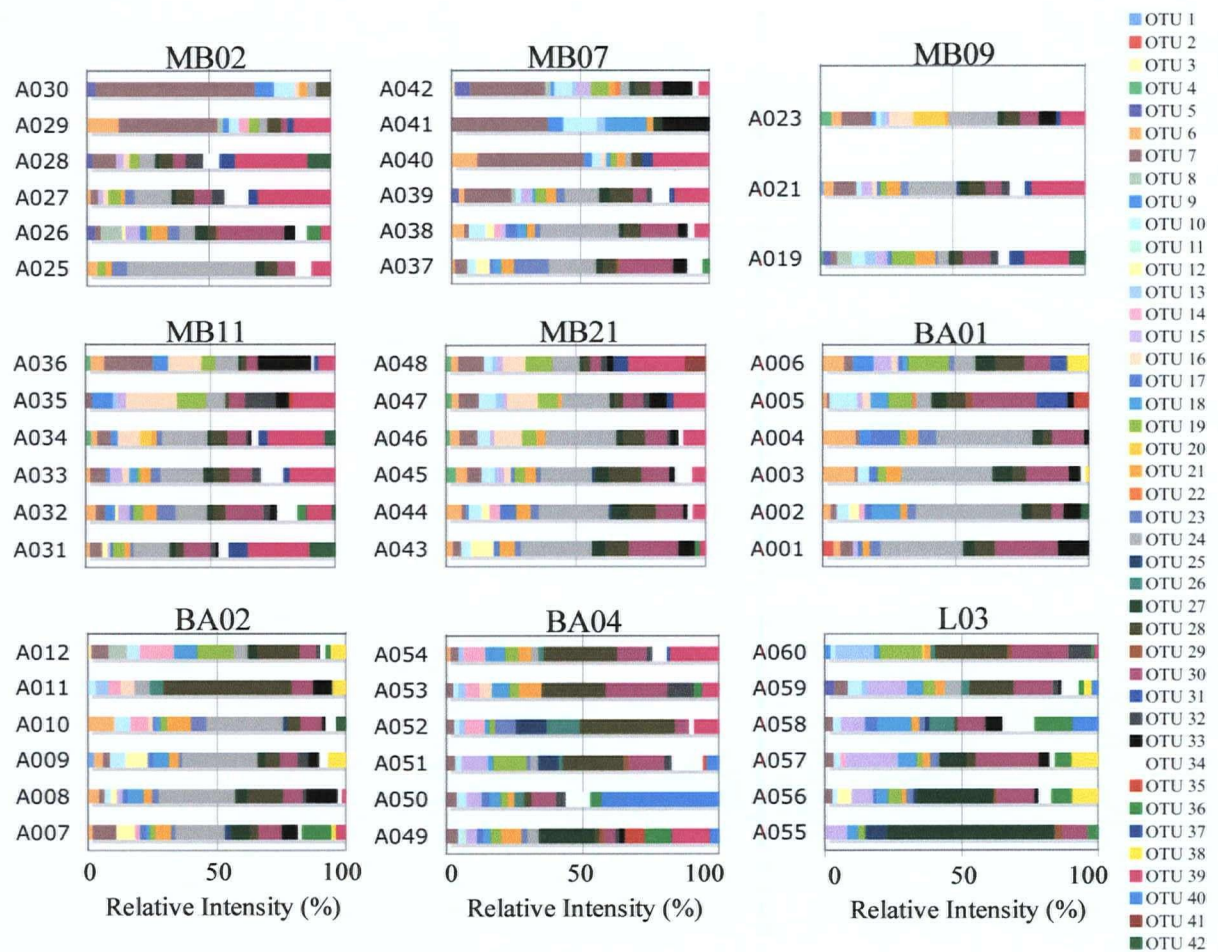 MB02
A030
A029
A028
A027
A026
A025
MB07
A042
A041
A040
A039
A038
A037
MB09
A023
A021
A019
MB11
A036
A035
A034
A033
A032
A031
MB21
A048
A047
A046
A045
A044
A043
BA01
A006
A005
A004
A003
A002
A001
BA02
A012
A011
A010
A009
A008
A007
0 50 100
Relative Intensity (%)
BA04
A054
A053
A052
A051
A050
A049
0 50 100
Relative Intensity (%)
L03
A060
A059
A058
A057
A056
A055
0 50 100
Relative Intensity (%)
OTU 1
OTU 2
OTU 3
OTU 4
OTU 5
OTU 6
OTU 7
OTU 8
OTU 9
OTU 10
OTU 11
OTU 12
OTU 13
OTU 14
OTU 15
OTU 16
OTU 17
OTU 18
OTU 19
OTU 20
OTU 21
OTU 22
OTU 23
OTU 24
OTU 25
OTU 26
OTU 27
OTU 28
OTU 29
OTU 30
OTU 31
OTU 32
OTU 33
OTU 34
OTU 35
OTU 36
OTU 37
OTU 38
OTU 39
OTU 40
OTU 41
OTU 42